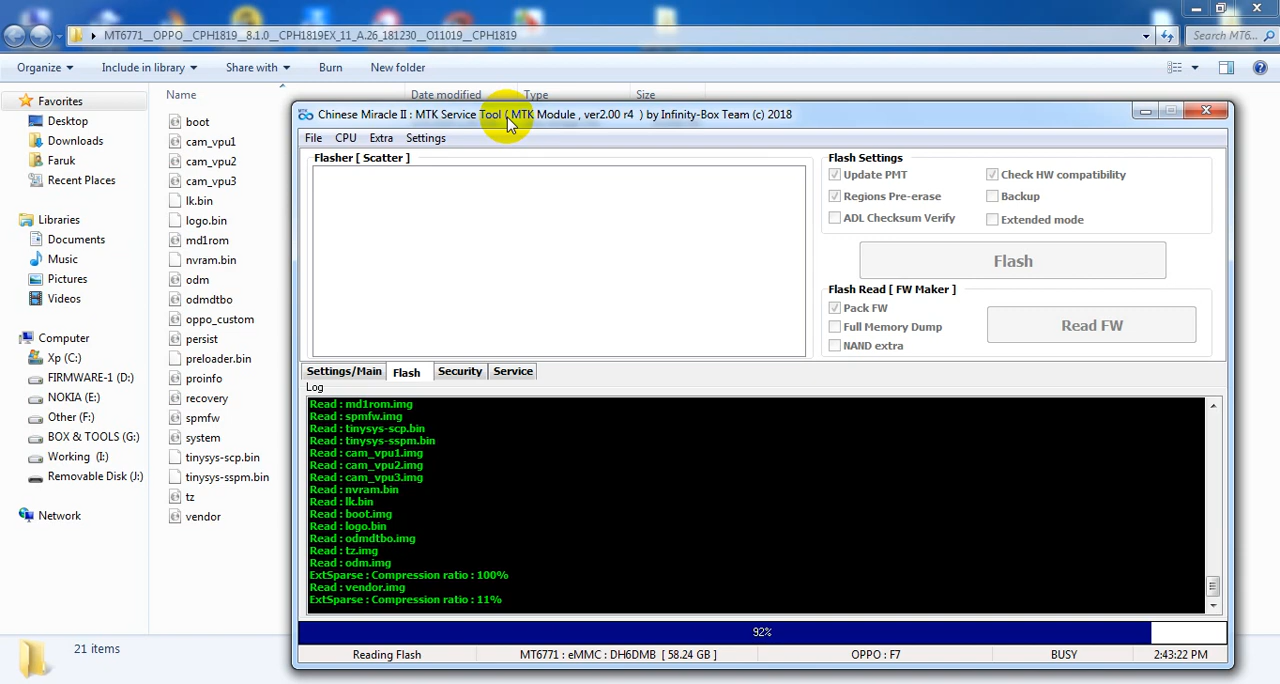 MT6771__OPPO__CPH1819__8.1.0__CPH1819EX_11_A.26_181230__O11019__CPH1819
Search MT6...
Organize
Include in library
Share with
Burn
New folder
Favorites
Desktop
Downloads
Faruk
Recent Places
Libraries
Documents
Music
Pictures
Videos
Computer
Xp (C:)
FIRMWARE-1 (D:)
NOKIA (E:)
Other (F:)
BOX & TOOLS (G:)
Working (I:)
Removable Disk (J:)
Network
21 items
Name
Date modified
Type
Size
boot
cam_vpu1
cam_vpu2
cam_vpu3
lk.bin
logo.bin
md1rom
nvram.bin
odm
odmdtbo
oppo_custom
persist
preloader.bin
proinfo
recovery
spmfw
system
tinysys-scp.bin
tinysys-sspm.bin
tz
vendor
Chinese Miracle II : MTK Service Tool ( MTK Module , ver2.00 r4 ) by Infinity-Box Team (c) 2018
File
CPU
Extra
Settings
Flasher [ Scatter ]
Flash Settings
Update PMT
Check HW compatibility
Regions Pre-erase
Backup
ADL Checksum Verify
Extended mode
Flash
Flash Read [ FW Maker ]
Pack FW
Full Memory Dump
NAND extra
Read FW
Settings/Main
Flash
Security
Service
Log
Read : md1rom.img
Read : spmfw.img
Read : tinysys-scp.bin
Read : tinysys-sspm.bin
Read : cam_vpu1.img
Read : cam_vpu2.img
Read : cam_vpu3.img
Read : nvram.bin
Read : lk.bin
Read : boot.img
Read : logo.bin
Read : odmdtbo.img
Read : tz.img
Read : odm.img
ExtSparse : Compression ratio : 100%
Read : vendor.img
ExtSparse : Compression ratio : 11%
92%
Reading Flash
MT6771 : eMMC : DH6DMB [ 58.24 GB ]
OPPO : F7
BUSY
2:43:22 PM